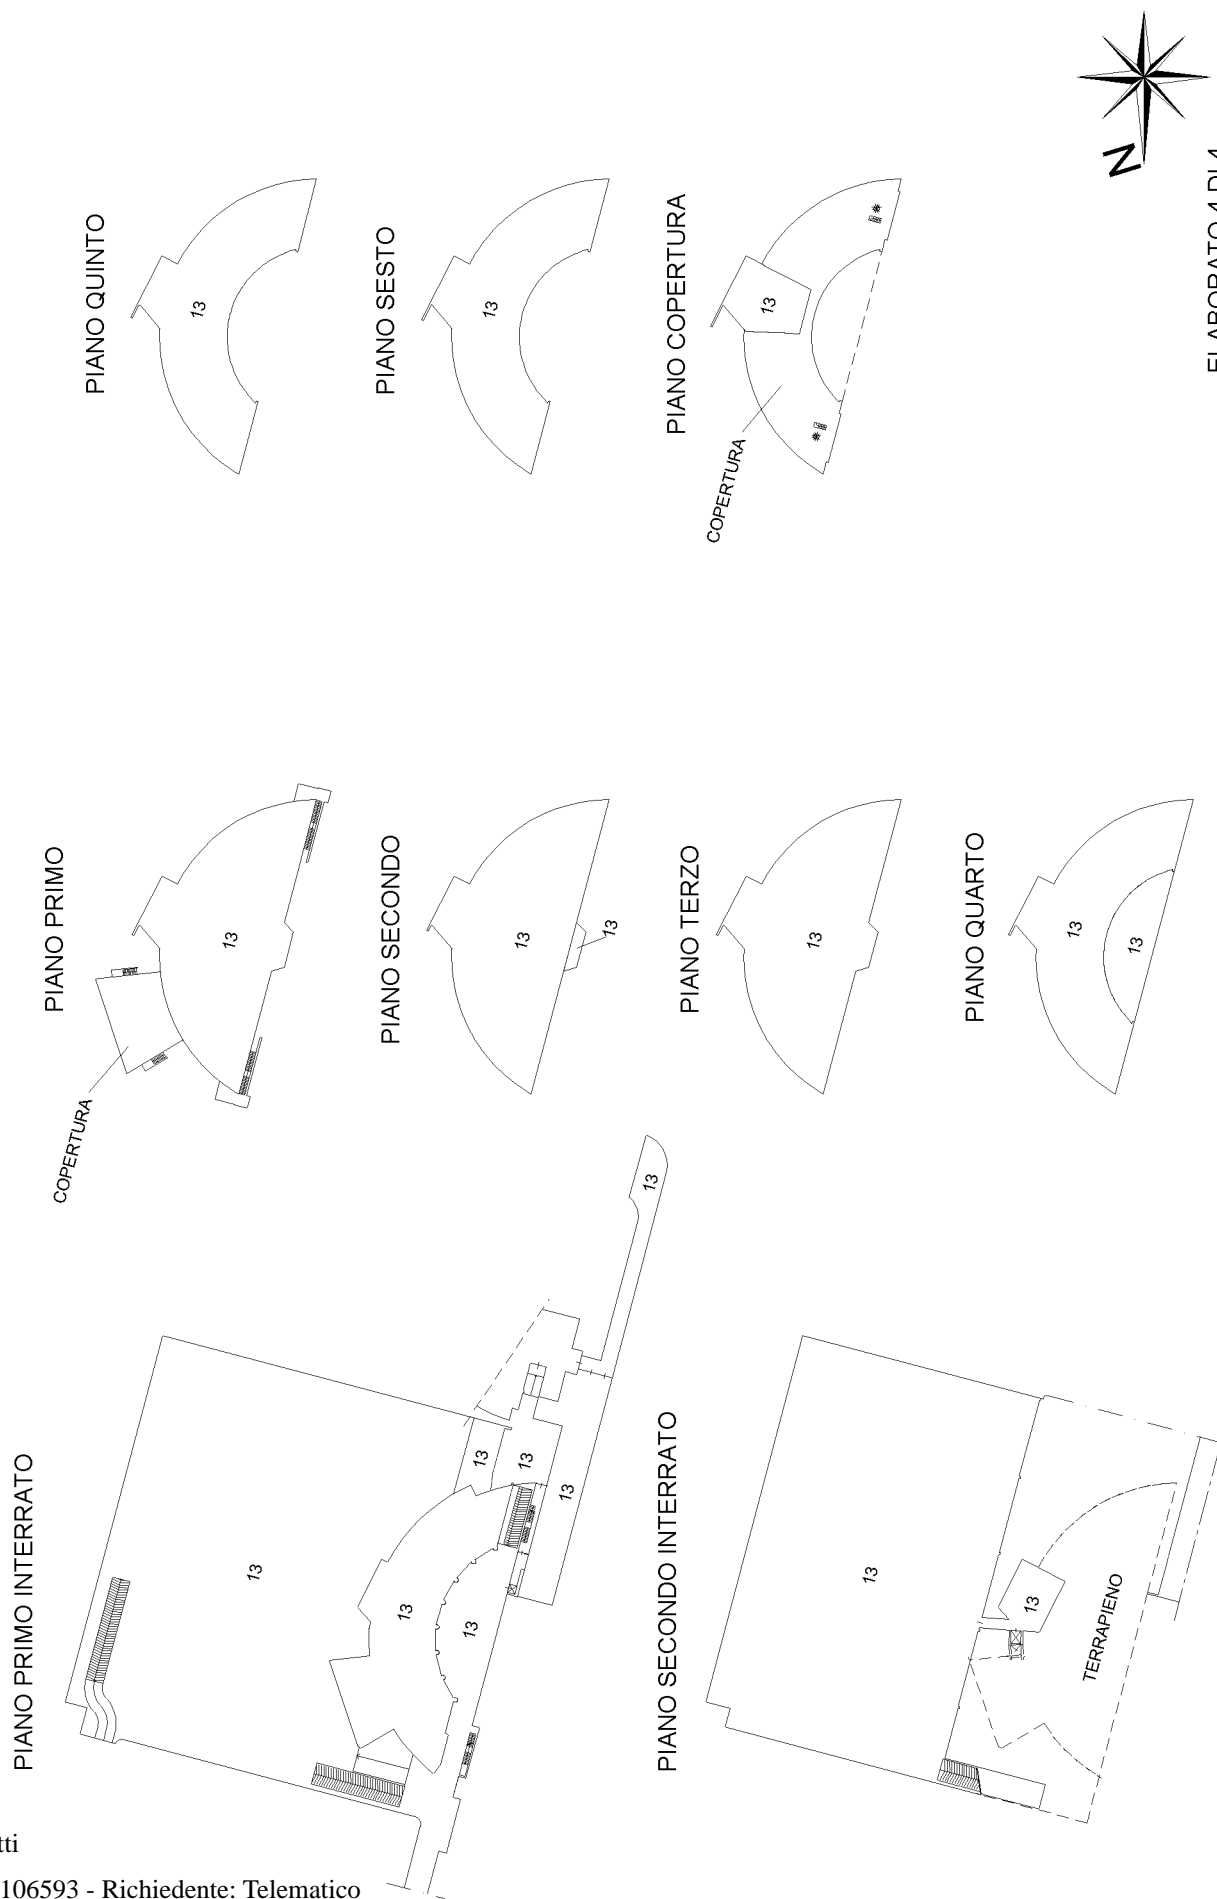 PIANO PRIMO INTERRATO
13
13
13
13
13
13
13
PIANO SECONDO INTERRATO
13
13
TERRAPIENO
PIANO PRIMO
13
COPERTURA
PIANO SECONDO
13
13
PIANO TERZO
13
PIANO QUARTO
13
13
PIANO QUINTO
13
PIANO SESTO
13
PIANO COPERTURA
13
COPERTURA
N
tti
106593 - Richiedente: Telematico